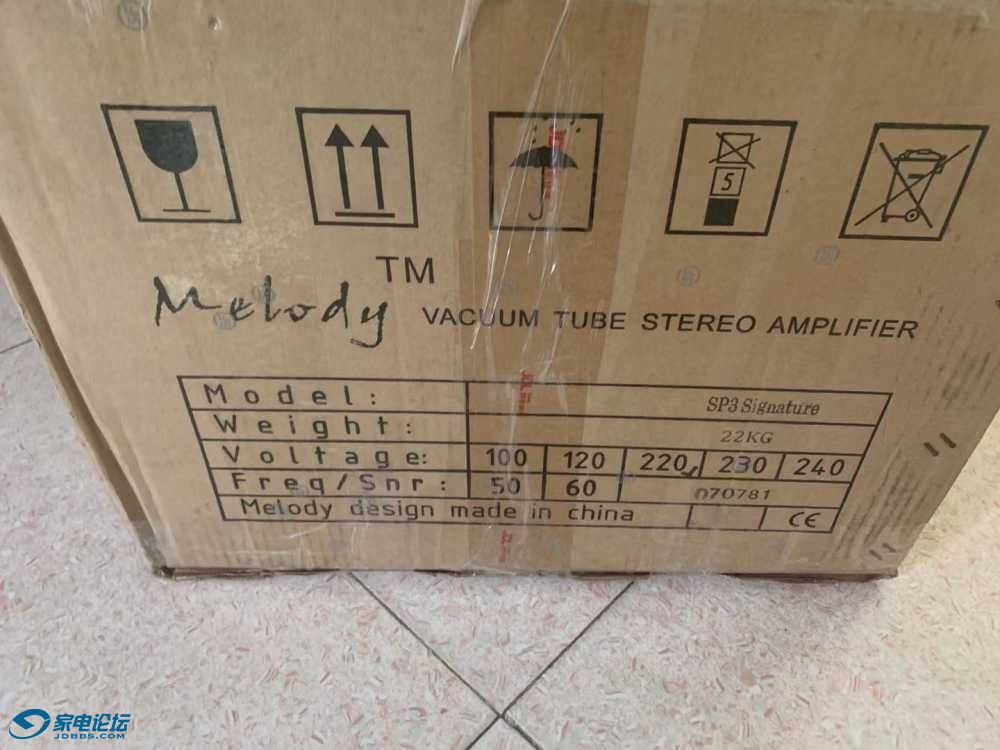 5
TM
Melody VACUUM TUBE STEREO AMPLIFIER
Model: SP3 Signature
Weight: 22KG
Voltage: 100 120 220 230 240
Freq/Snr: 50 60 070781
Melody design made in china CE
家电论坛
JDBBS.COM